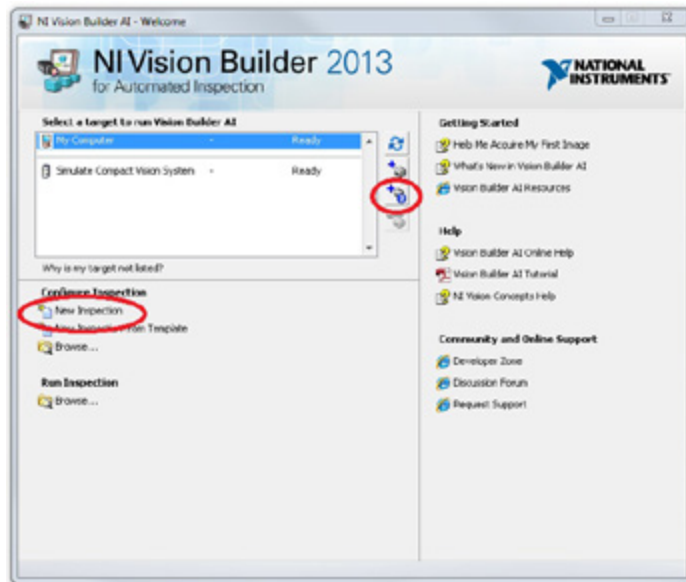 NI Vision Builder AI - Welcome
NI Vision Builder 2013
for Automated Inspection
NATIONAL
INSTRUMENTS
Select a target to run Vision Builder AI
My Computer - Ready
Simulate Compact Vision System - Ready
Why is my target not listed?
Configure Inspection
New Inspection
New Inspection From Template
Browse...
Run Inspection
Browse...
Getting Started
Help Me Acquire My First Image
What's New in Vision Builder AI
Vision Builder AI Resources
Help
Vision Builder AI Online Help
Vision Builder AI Tutorial
NI Vision Concepts Help
Community and Online Support
Developer Zone
Discussion Forum
Request Support